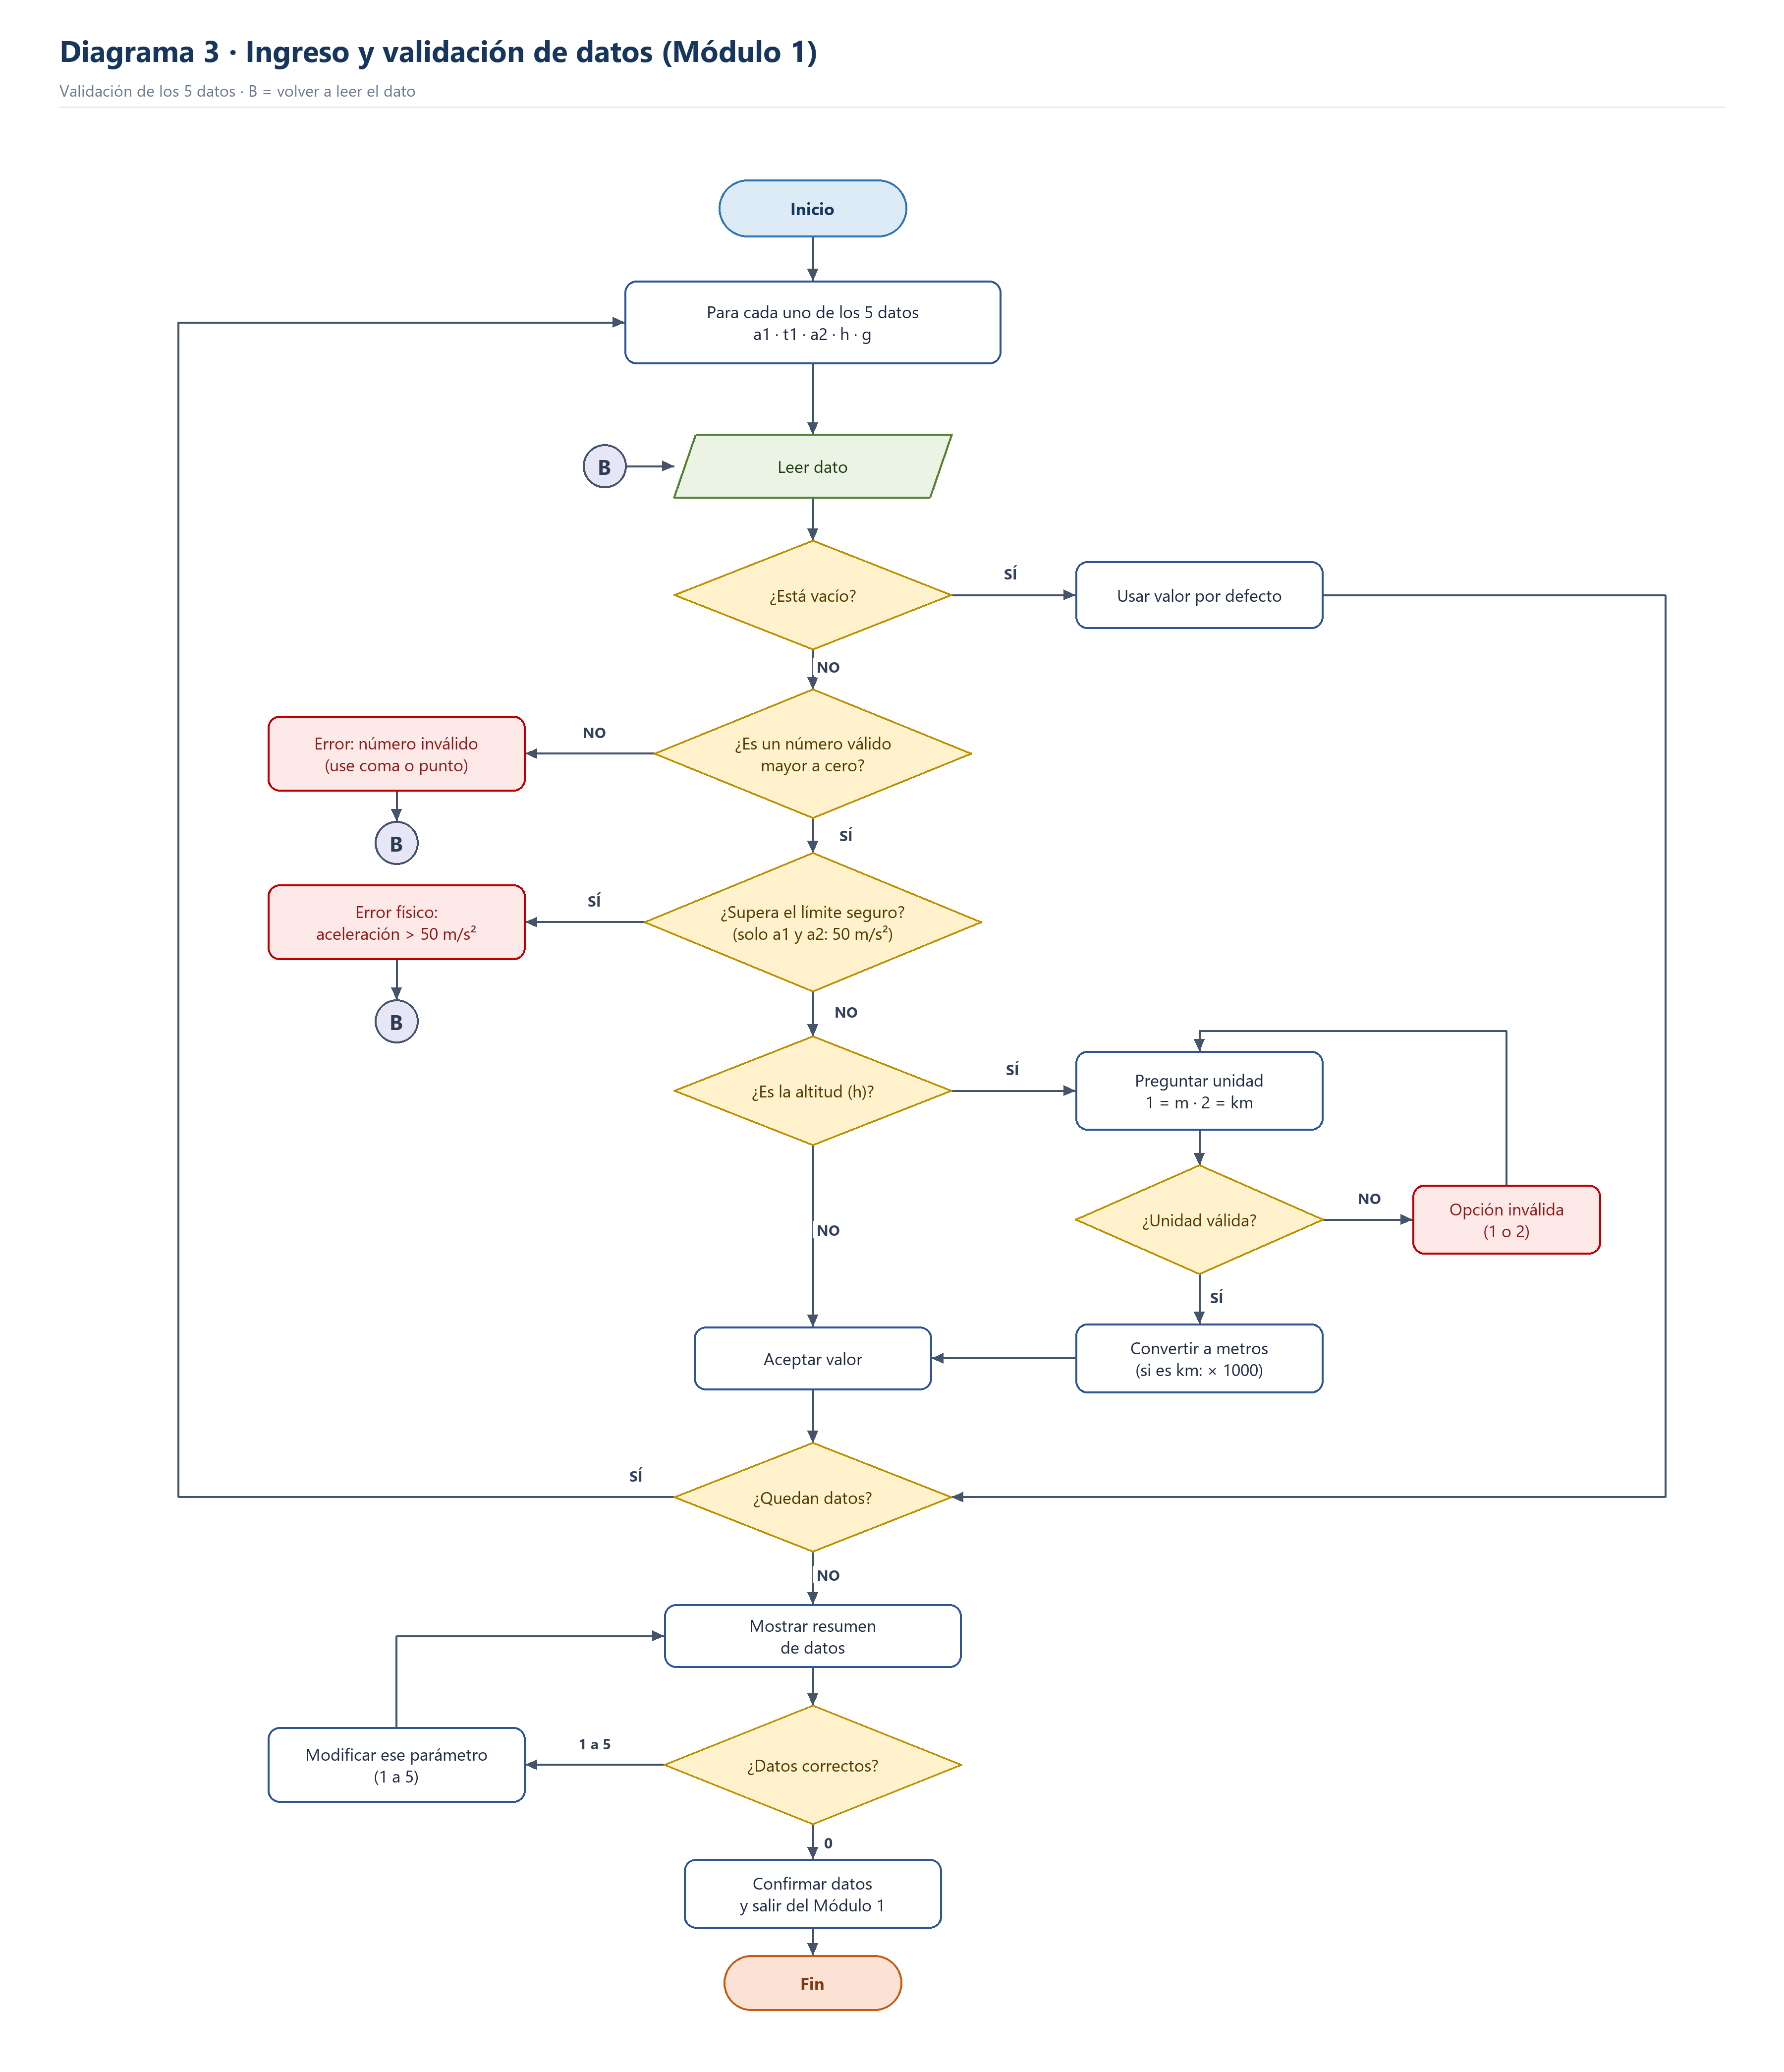 Diagrama 3 · Ingreso y validación de datos (Módulo 1)
Validación de los 5 datos · B = volver a leer el dato
Inicio
Para cada uno de los 5 datos
a1 · t1 · a2 · h · g
B
Leer dato
¿Está vacío?
SÍ
Usar valor por defecto
NO
¿Es un número válido
mayor a cero?
NO
Error: número inválido
(use coma o punto)
B
SÍ
¿Supera el límite seguro?
(solo a1 y a2: 50 m/s²)
SÍ
Error físico:
aceleración > 50 m/s²
B
NO
¿Es la altitud (h)?
SÍ
Preguntar unidad
1 = m · 2 = km
¿Unidad válida?
NO
Opción inválida
(1 o 2)
NO
SÍ
Convertir a metros
(si es km: × 1000)
Aceptar valor
¿Quedan datos?
SÍ
NO
Mostrar resumen
de datos
¿Datos correctos?
1 a 5
Modificar ese parámetro
(1 a 5)
0
Confirmar datos
y salir del Módulo 1
Fin